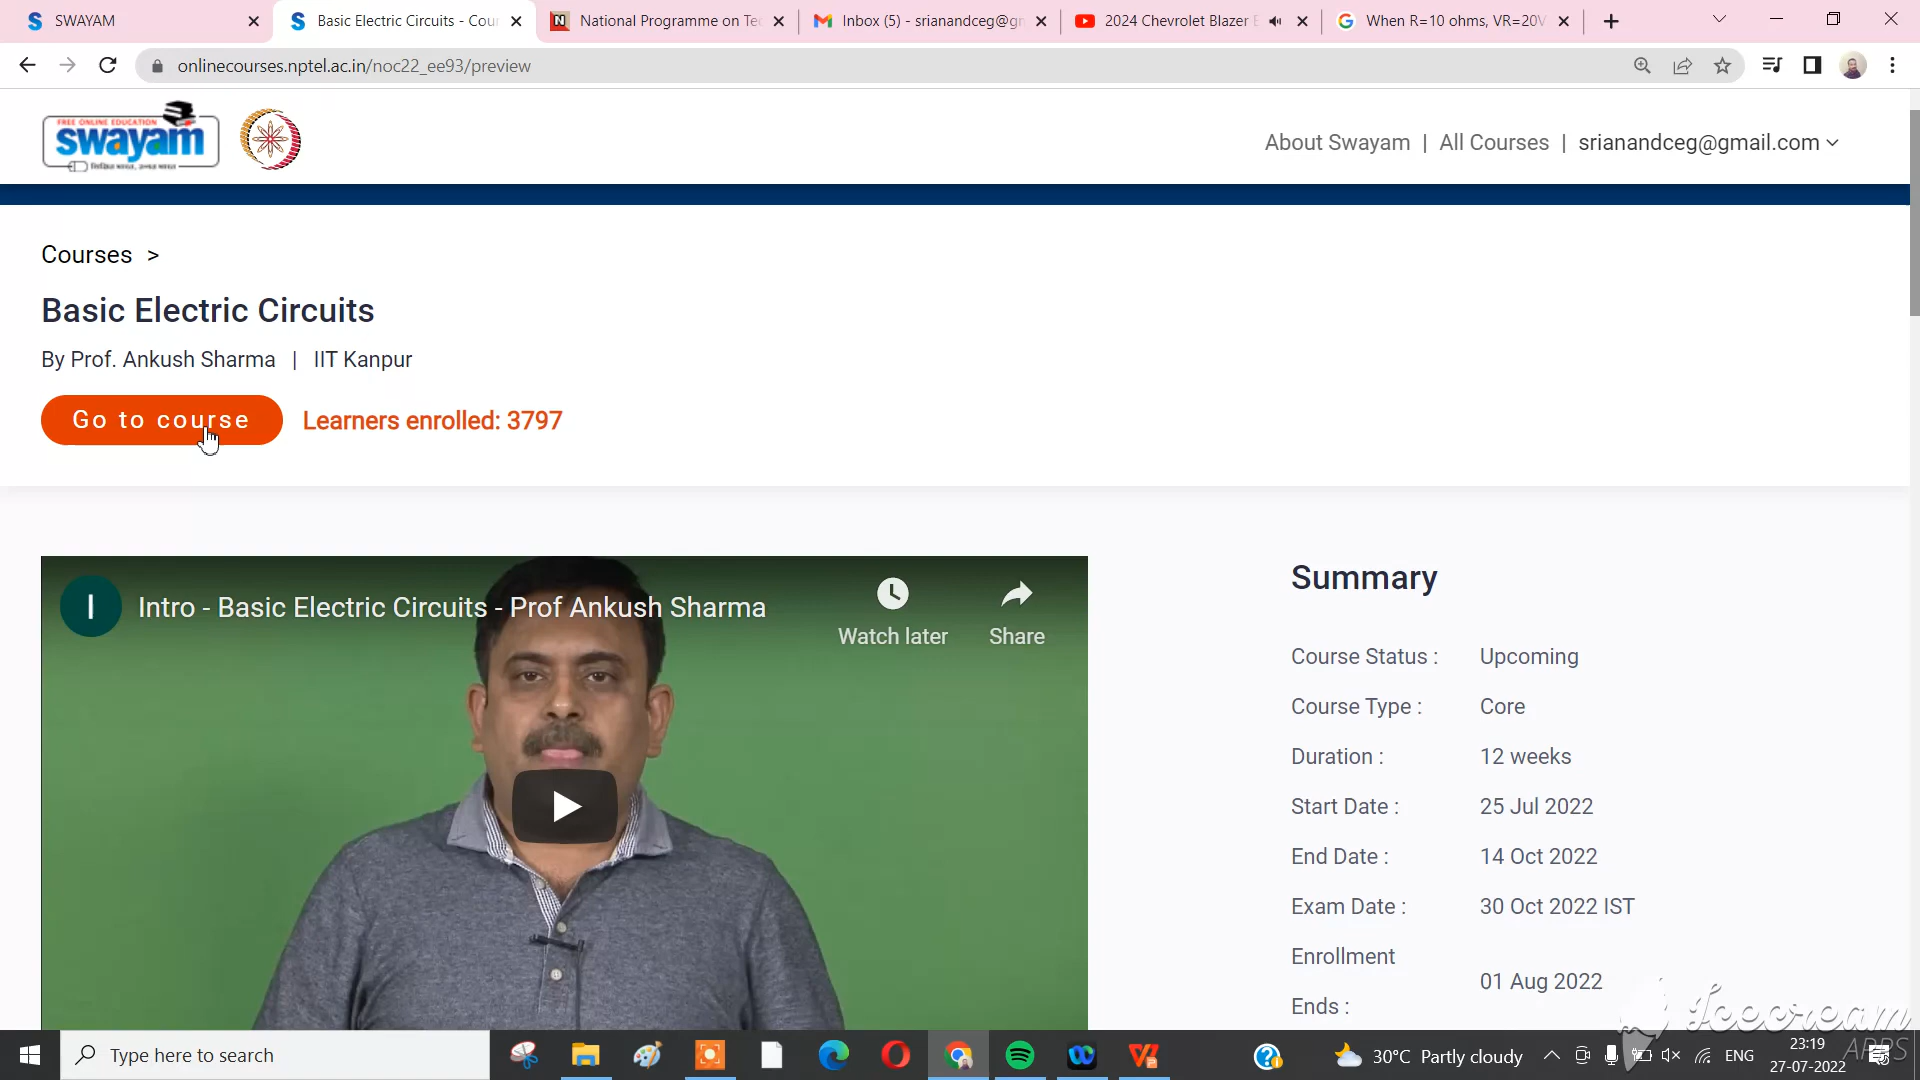 SWAYAM
Basic Electric Circuits - Cou
National Programme on Te
Inbox (5) - srianandceg@g
2024 Chevrolet Blazer E
When R=10 ohms, VR=20V
onlinecourses.nptel.ac.in/noc22_ee93/preview
FREE ONLINE EDUCATION
swayam
About Swayam | All Courses | srianandceg@gmail.com
Courses >
Basic Electric Circuits
By Prof. Ankush Sharma | IIT Kanpur
Go to course
Learners enrolled: 3797
I
Intro - Basic Electric Circuits - Prof Ankush Sharma
Watch later
Share
Summary
Course Status : Upcoming
Course Type : Core
Duration : 12 weeks
Start Date : 25 Jul 2022
End Date : 14 Oct 2022
Exam Date : 30 Oct 2022 IST
Enrollment Ends : 01 Aug 2022
Icecream
APPS
Type here to search
30°C Partly cloudy
ENG
23:19
27-07-2022